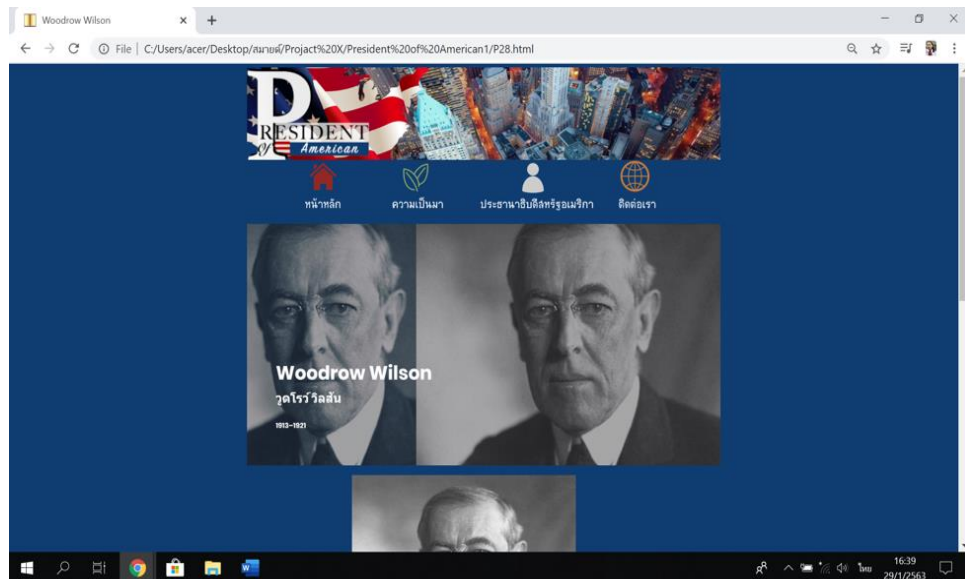 Woodrow Wilson
File | C:/Users/acer/Desktop/สมายด์/Projact%20X/President%20of%20American1/P28.html
PRESIDENT
of American
หน้าหลัก ความเป็นมา ประธานาธิบดีสหรัฐอเมริกา ติดต่อเรา
Woodrow Wilson
วูดโรว์ วิลสัน
1913–1921
16:39
ไทย
29/1/2563